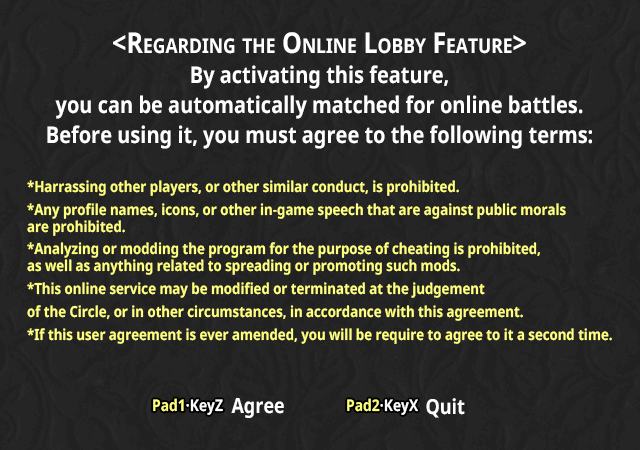 <Regarding the Online Lobby Feature>
By activating this feature,
you can be automatically matched for online battles.
Before using it, you must agree to the following terms:
*Harrassing other players, or other similar conduct, is prohibited.
*Any profile names, icons, or other in-game speech that are against public morals
are prohibited.
*Analyzing or modding the program for the purpose of cheating is prohibited,
as well as anything related to spreading or promoting such mods.
*This online service may be modified or terminated at the judgement
of the Circle, or in other circumstances, in accordance with this agreement.
*If this user agreement is ever amended, you will be require to agree to it a second time.
Pad1·KeyZ Agree Pad2·KeyX Quit